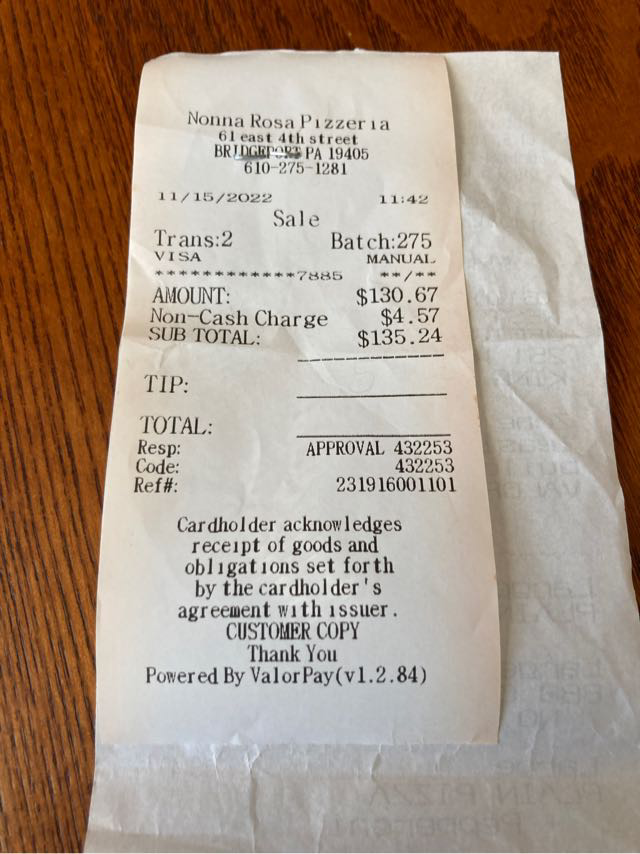 Nonna Rosa Pizzeria
61 east 4th street
BRIDGEPORT PA 19405
610-275-1281
11/15/2022 11:42
Sale
Trans:2 Batch:275
VISA MANUAL
************7885 **/**
AMOUNT: $130.67
Non-Cash Charge $4.57
SUB TOTAL: $135.24
TIP:
TOTAL:
Resp: APPROVAL 432253
Code: 432253
Ref#: 231916001101
Cardholder acknowledges
receipt of goods and
obligations set forth
by the cardholder's
agreement with issuer.
CUSTOMER COPY
Thank You
Powered By ValorPay(v1.2.84)
PLAIN PIZZA